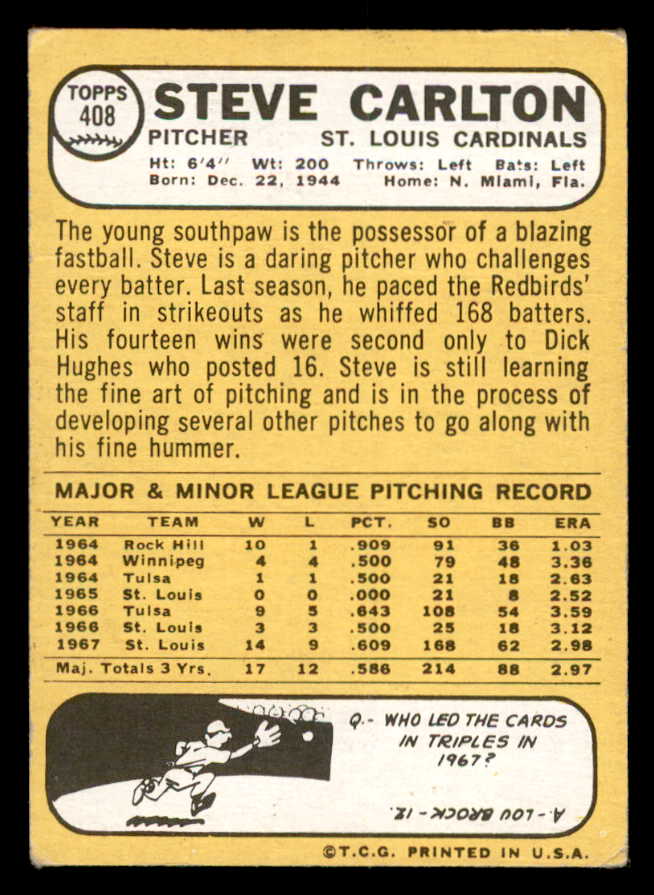 TOPPS
408
STEVE CARLTON
PITCHER ST. LOUIS CARDINALS
Ht: 6'4" Wt: 200 Throws: Left Bats: Left
Born: Dec. 22, 1944 Home: N. Miami, Fla.
The young southpaw is the possessor of a blazing
fastball. Steve is a daring pitcher who challenges
every batter. Last season, he paced the Redbirds'
staff in strikeouts as he whiffed 168 batters.
His fourteen wins were second only to Dick
Hughes who posted 16. Steve is still learning
the fine art of pitching and is in the process of
developing several other pitches to go along with
his fine hummer.
MAJOR & MINOR LEAGUE PITCHING RECORD
YEAR TEAM W L PCT. SO BB ERA
1964 Rock Hill 10 1 .909 91 36 1.03
1964 Winnipeg 4 4 .500 79 48 3.36
1964 Tulsa 1 1 .500 21 18 2.63
1965 St. Louis 0 0 .000 21 8 2.52
1966 Tulsa 9 5 .643 108 54 3.59
1966 St. Louis 3 3 .500 25 18 3.12
1967 St. Louis 14 9 .609 168 62 2.98
Maj. Totals 3 Yrs. 17 12 .586 214 88 2.97
Q.- WHO LED THE CARDS
IN TRIPLES IN
1967?
A.- LOU BROCK - 12.
©T.C.G. PRINTED IN U.S.A.